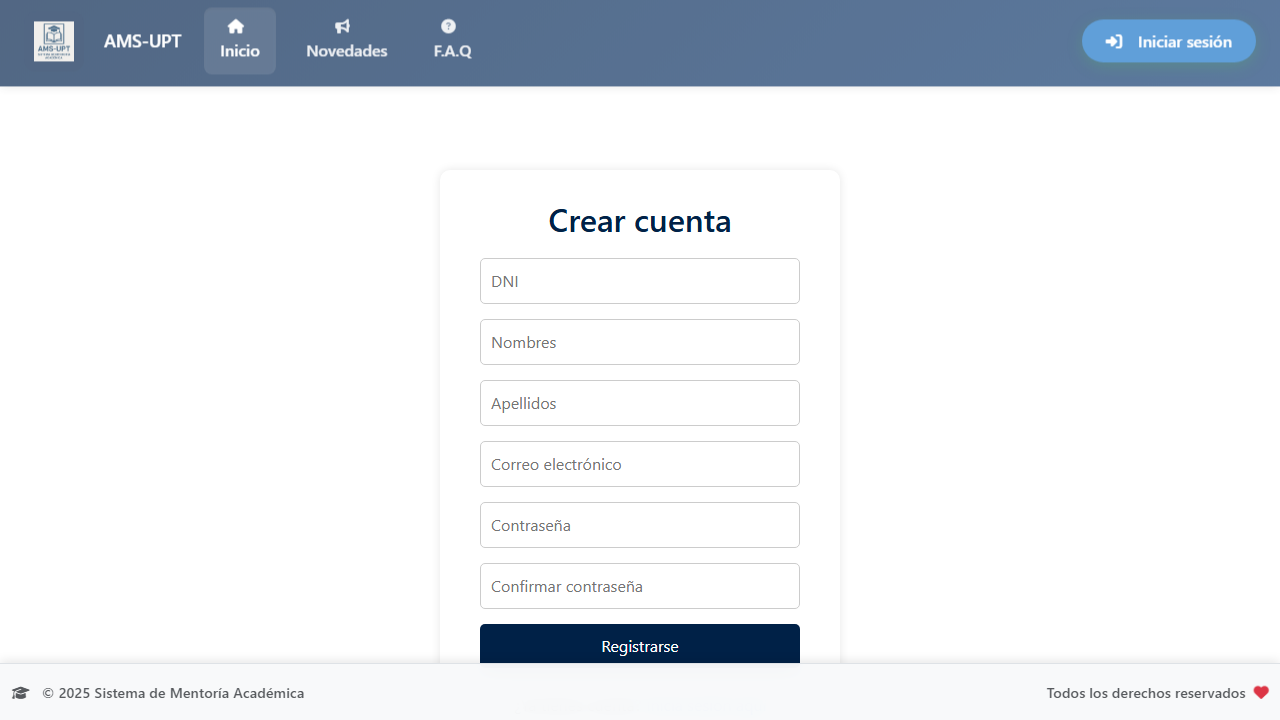 AMS-UPT
AMS-UPT
Inicio
Novedades
F.A.Q
Iniciar sesión
Crear cuenta
DNI
Nombres
Apellidos
Correo electrónico
Contraseña
Confirmar contraseña
Registrarse
© 2025 Sistema de Mentoría Académica
Todos los derechos reservados